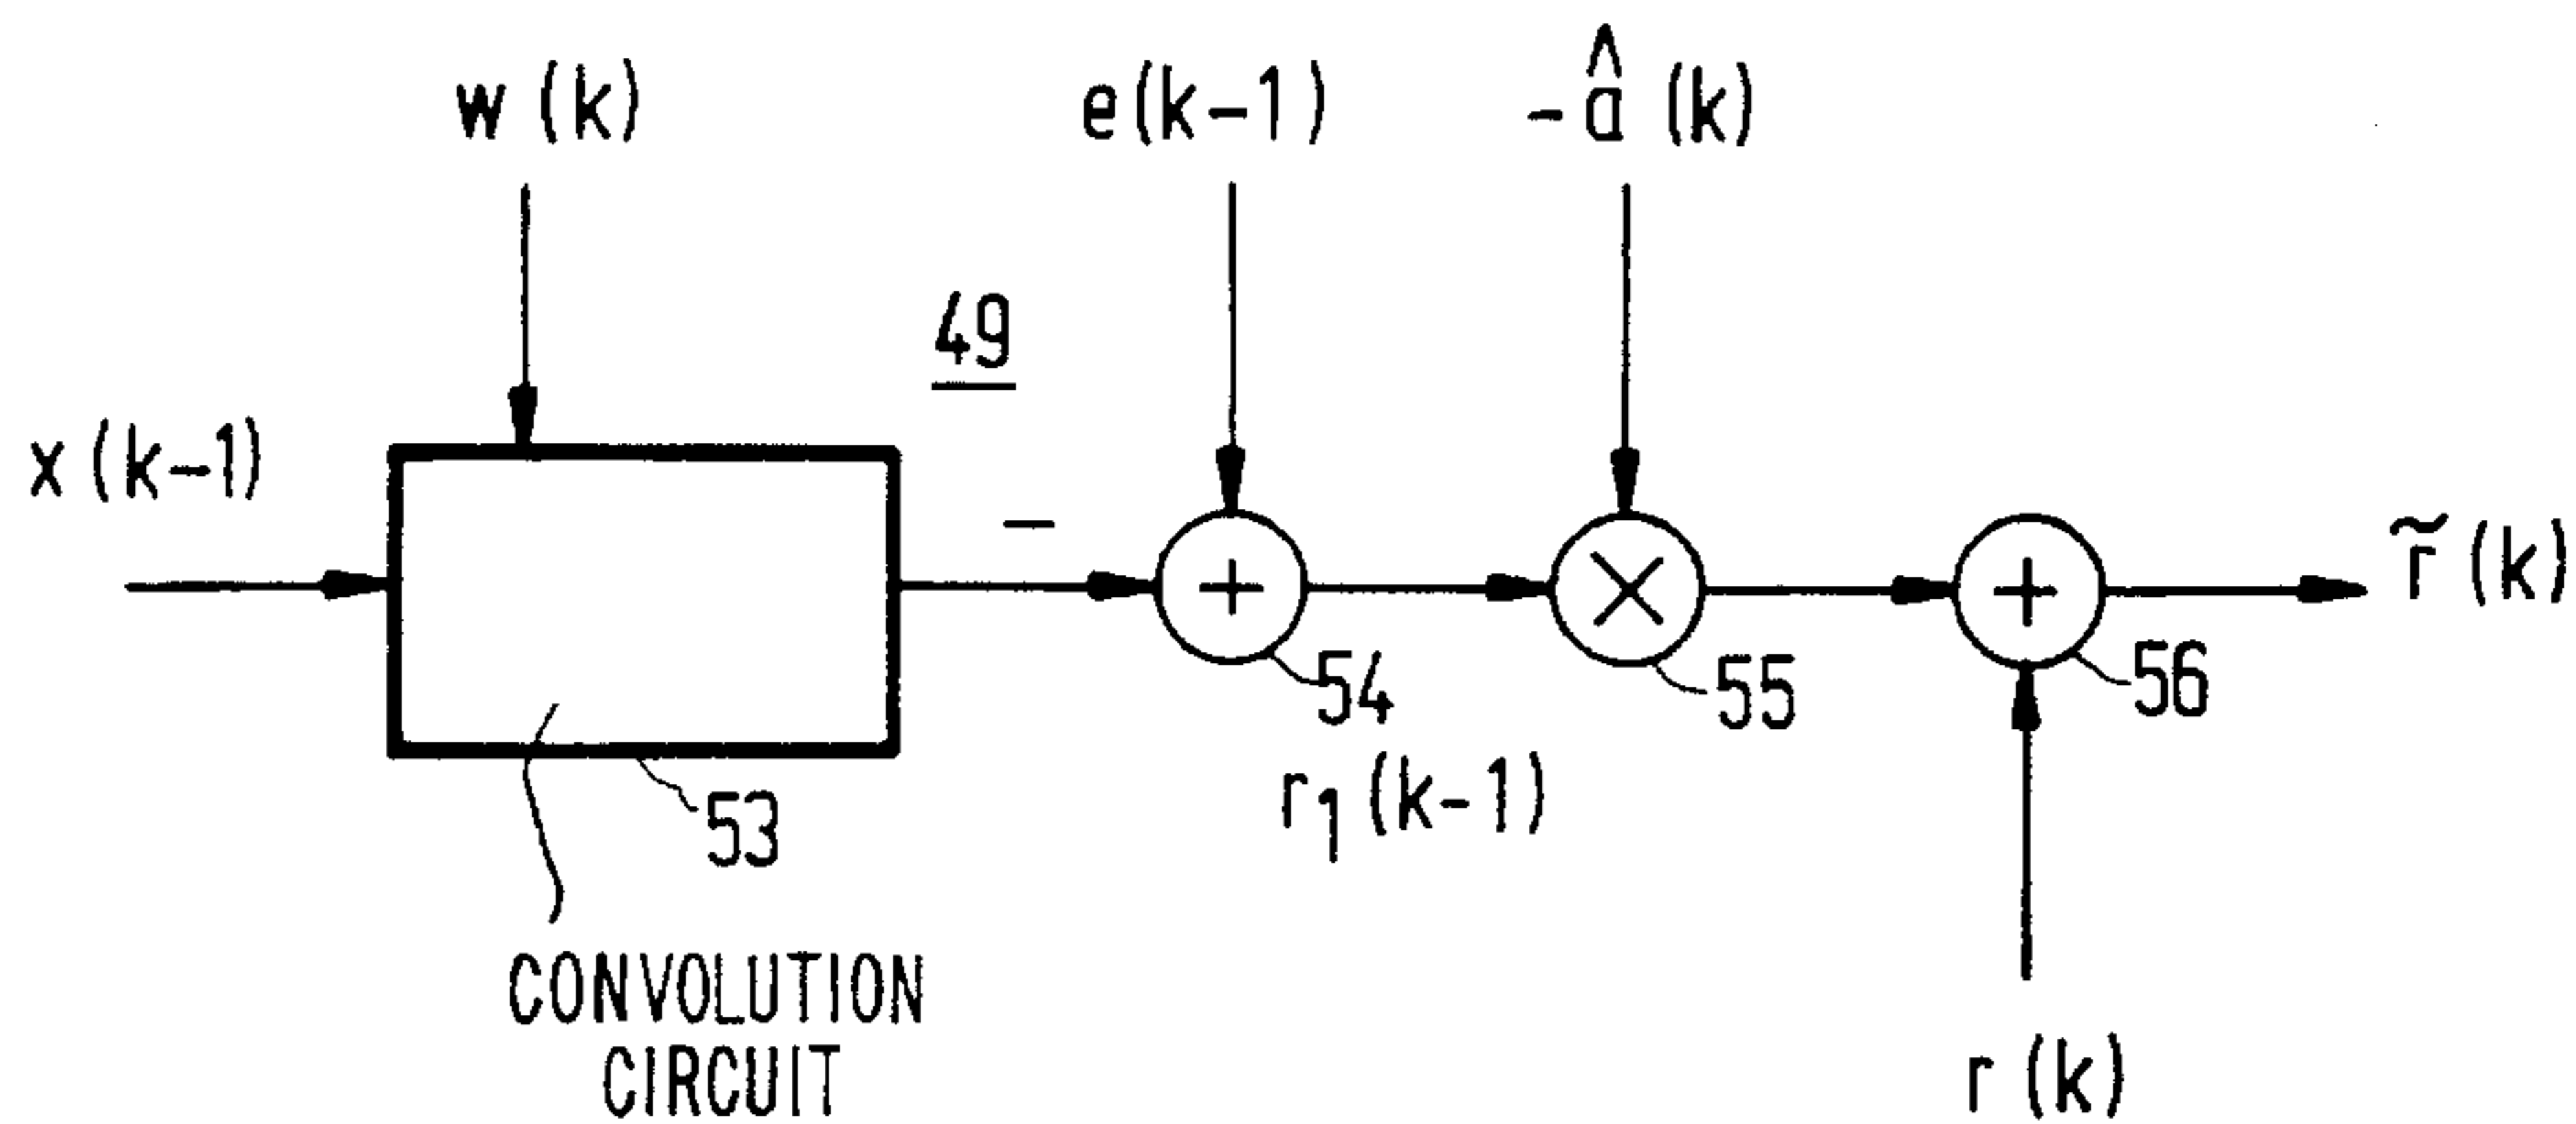 w (k)
e(k-1)
-â (k)
49
x (k-1)
-
+
×
+
r̃ (k)
54
55
56
53
r₁ (k-1)
CONVOLUTION
CIRCUIT
r (k)